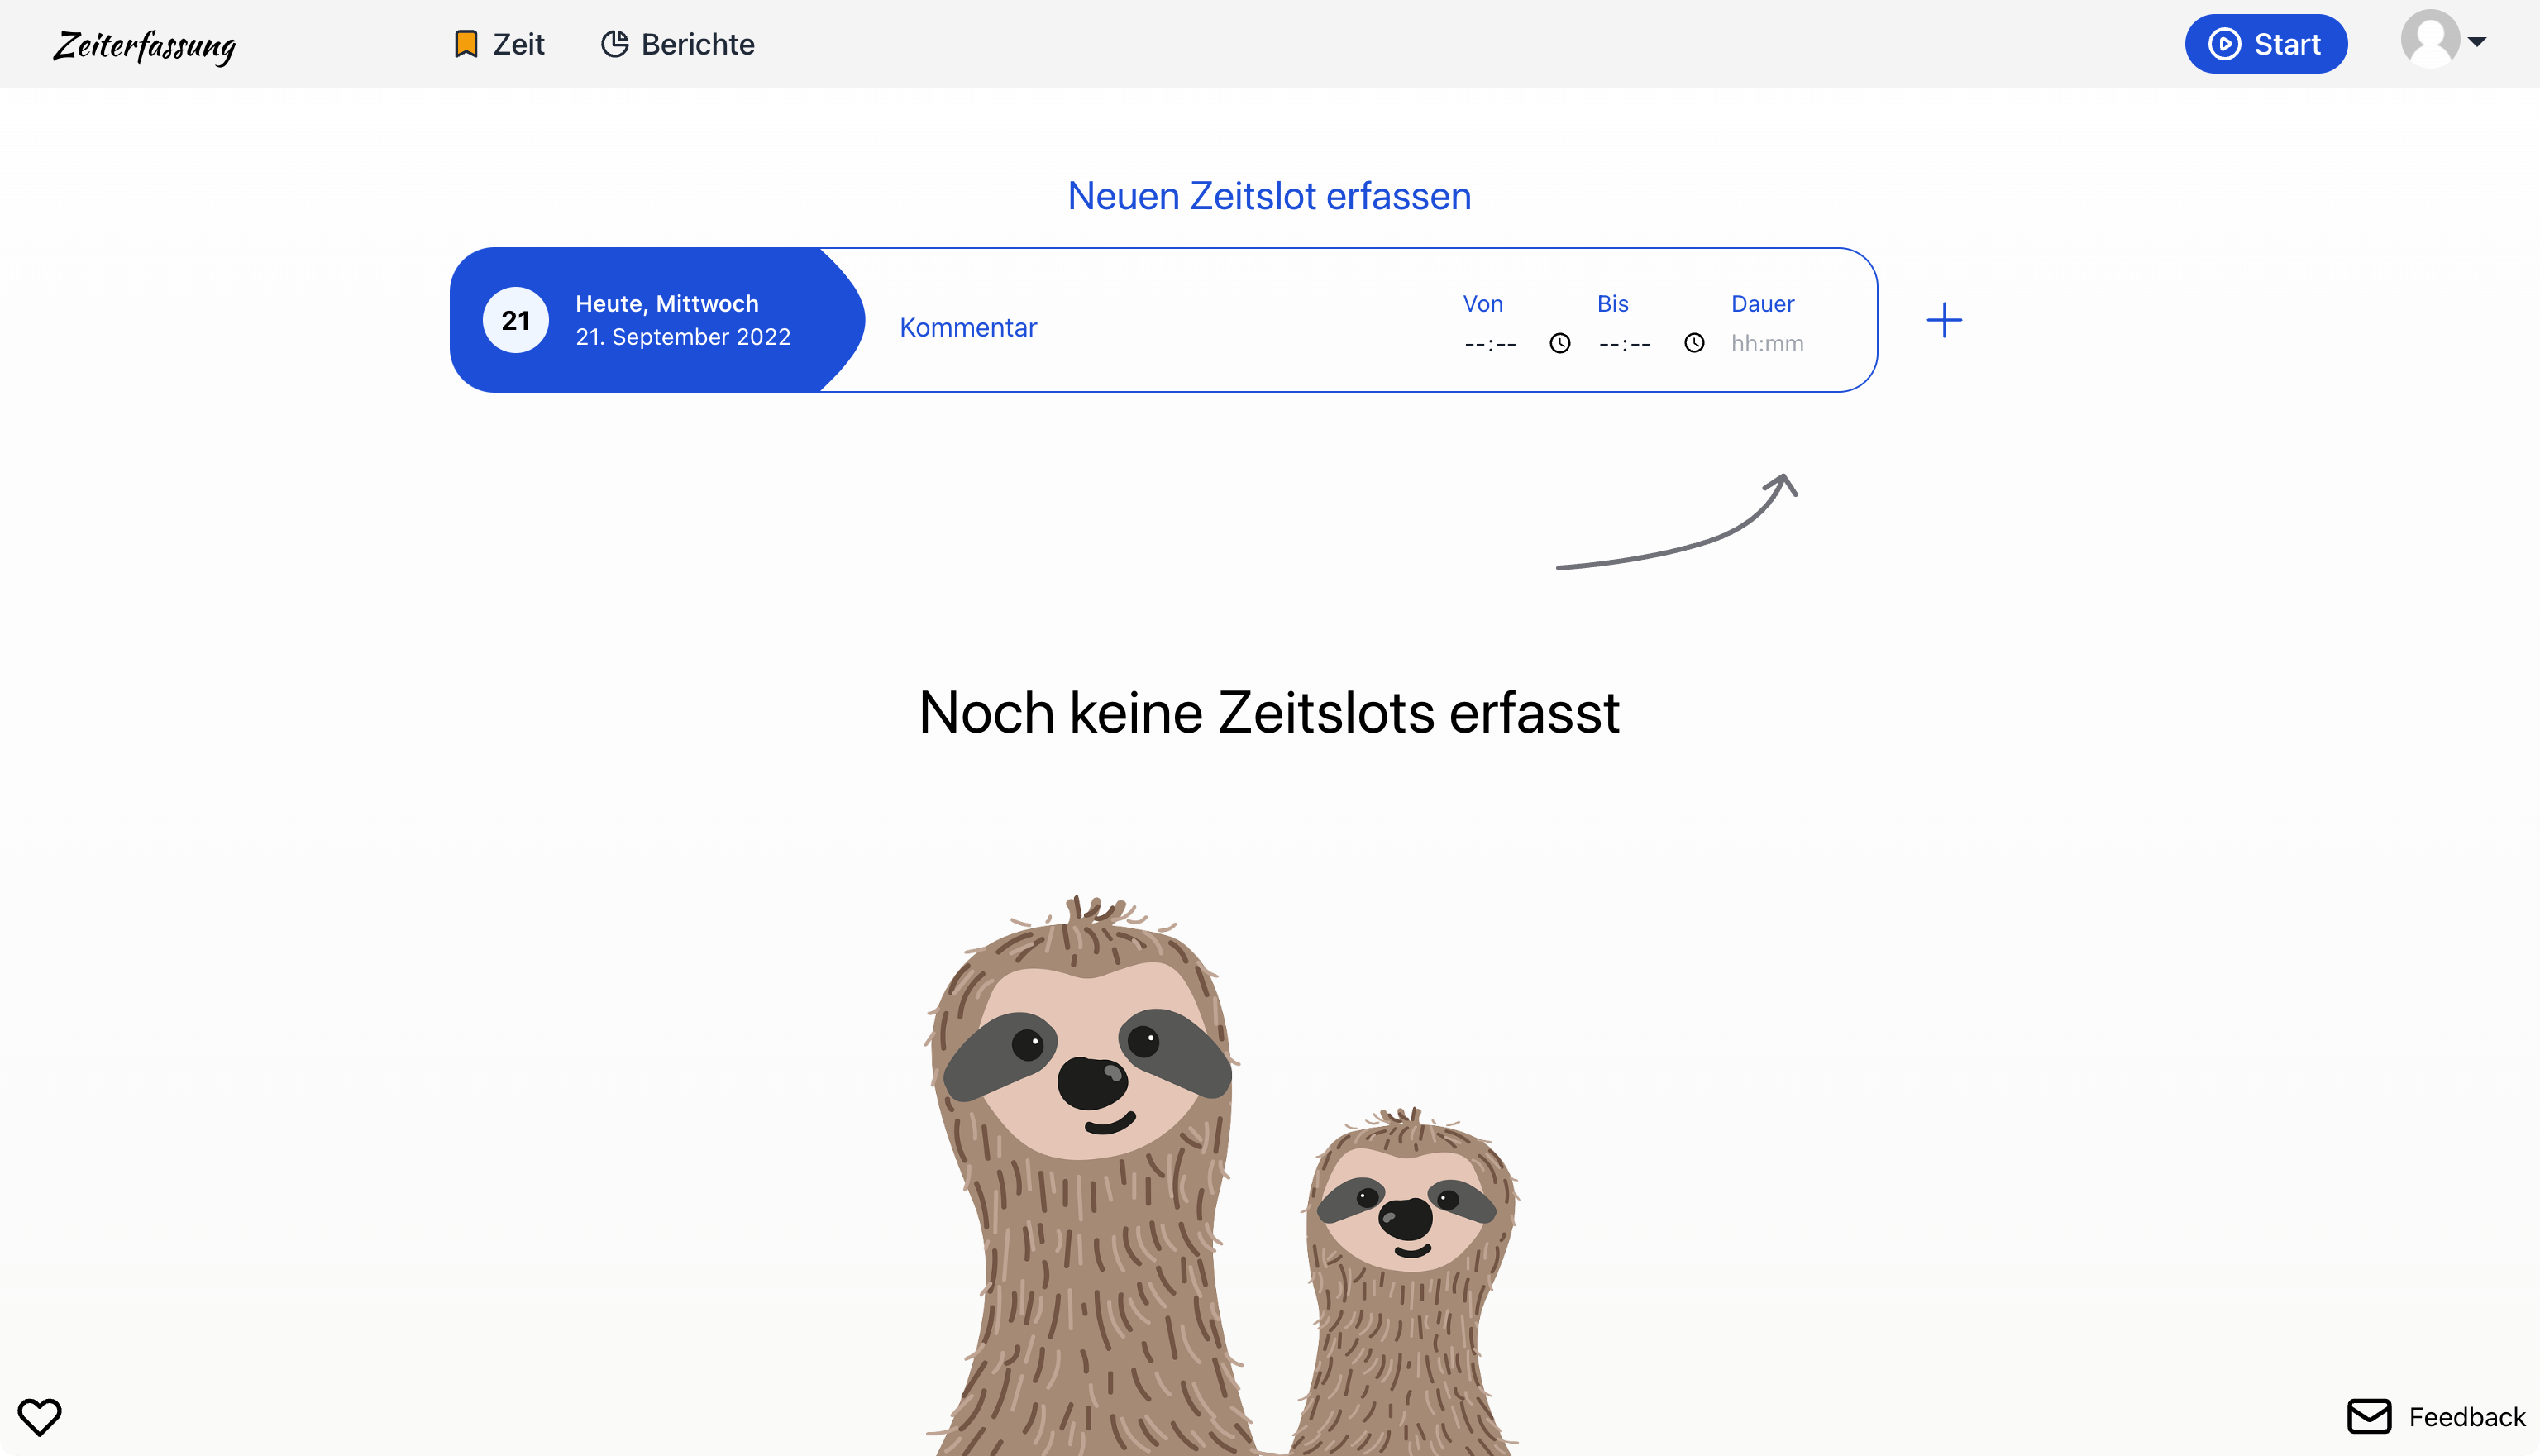 Zeiterfassung
Zeit
Berichte
Start
Neuen Zeitslot erfassen
21
Heute, Mittwoch
21. September 2022
Kommentar
Von
Bis
Dauer
--:--
--:--
hh:mm
Noch keine Zeitslots erfasst
Feedback